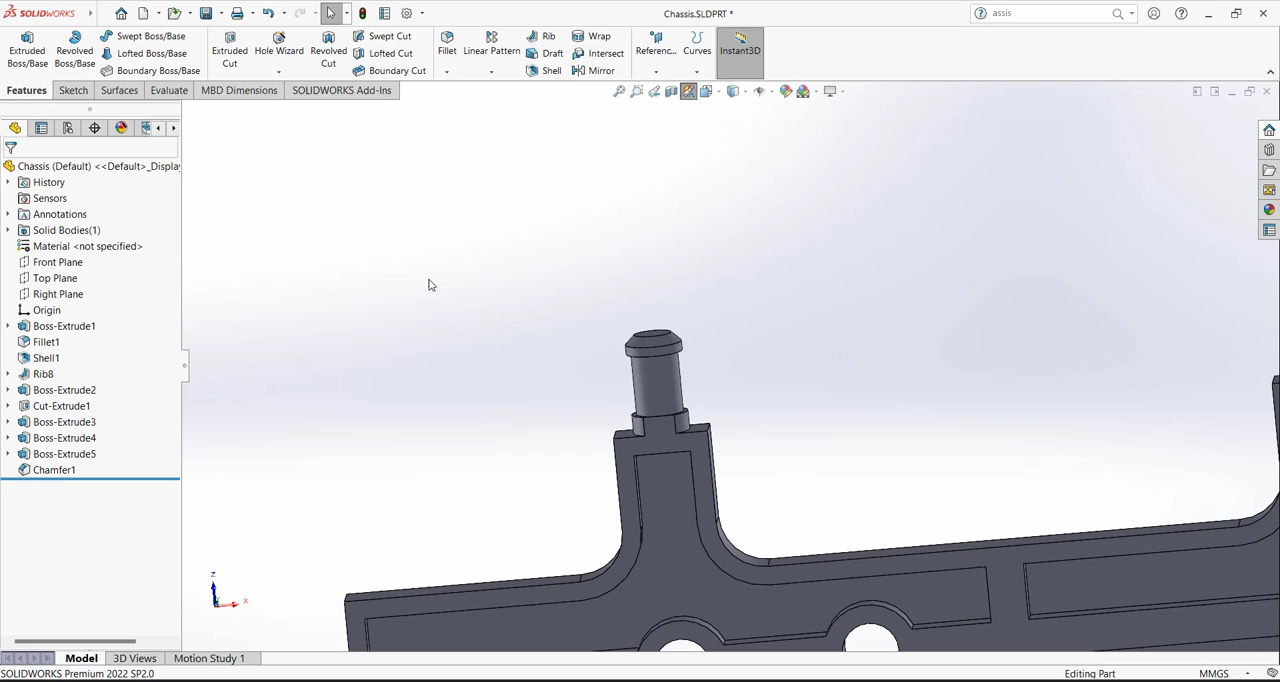 SOLIDWORKS
Chassis.SLDPRT *
assis
Extruded Boss/Base
Revolved Boss/Base
Swept Boss/Base
Lofted Boss/Base
Boundary Boss/Base
Extruded Cut
Hole Wizard
Revolved Cut
Swept Cut
Lofted Cut
Boundary Cut
Fillet
Linear Pattern
Rib
Draft
Shell
Wrap
Intersect
Mirror
Referenc...
Curves
Instant3D
Features
Sketch
Surfaces
Evaluate
MBD Dimensions
SOLIDWORKS Add-Ins
Chassis (Default) <<Default>_Display
History
Sensors
Annotations
Solid Bodies(1)
Material <not specified>
Front Plane
Top Plane
Right Plane
Origin
Boss-Extrude1
Fillet1
Shell1
Rib8
Boss-Extrude2
Cut-Extrude1
Boss-Extrude3
Boss-Extrude4
Boss-Extrude5
Chamfer1
Z
X
Model
3D Views
Motion Study 1
SOLIDWORKS Premium 2022 SP2.0
Editing Part
MMGS